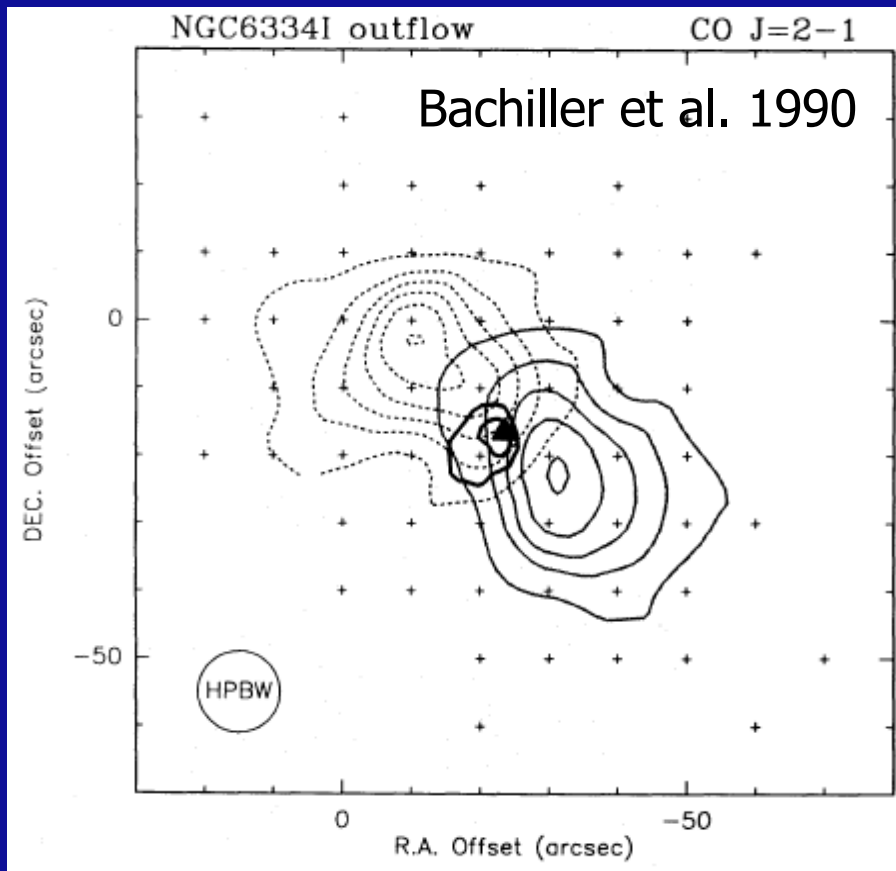 NGC6334I outflow CO J=2−1
Bachiller et al. 1990
DEC. Offset (arcsec)
0
−50
HPBW
0 −50
R.A. Offset (arcsec)